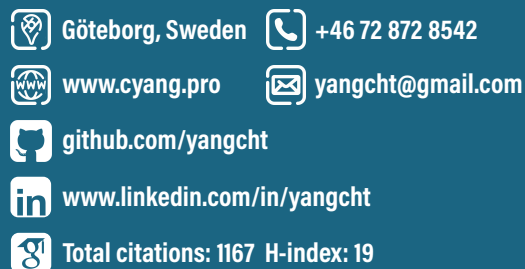 Göteborg, Sweden +46 72 872 8542
www.cyang.pro yangcht@gmail.com
github.com/yangcht
www.linkedin.com/in/yangcht
Total citations: 1167 H-index: 19